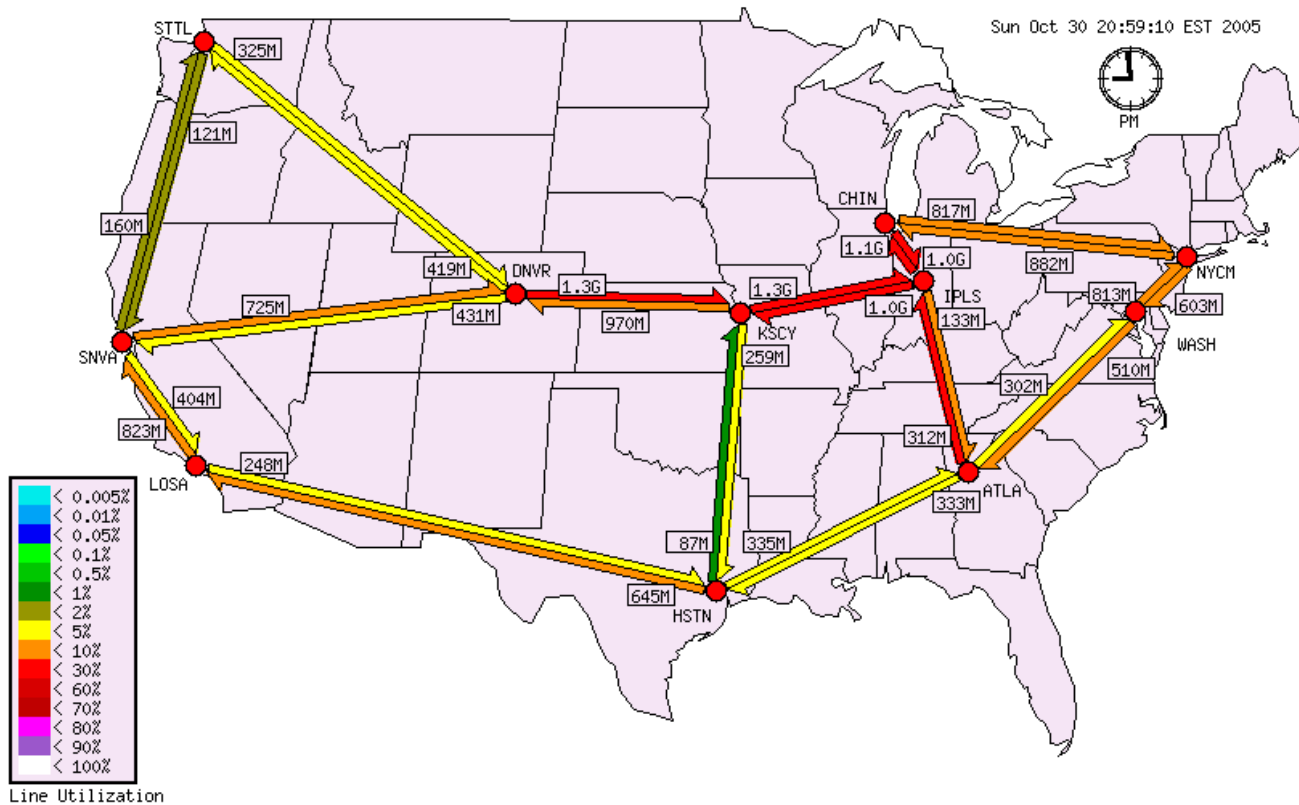 STTL
325M
Sun Oct 30 20:59:10 EST 2005
PM
121M
160M
CHIN
817M
1.1G
1.0G
882M
NYCM
419M
DNVR
1.3G
1.3G
IPLS
813M
603M
725M
431M
970M
KSCY
1.0G
133M
WASH
SNVA
259M
510M
404M
302M
823M
312M
LOSA
248M
ATLA
333M
87M
335M
645M
HSTN
< 0.005%
< 0.01%
< 0.05%
< 0.1%
< 0.5%
< 1%
< 2%
< 5%
< 10%
< 30%
< 60%
< 70%
< 80%
< 90%
< 100%
Line Utilization